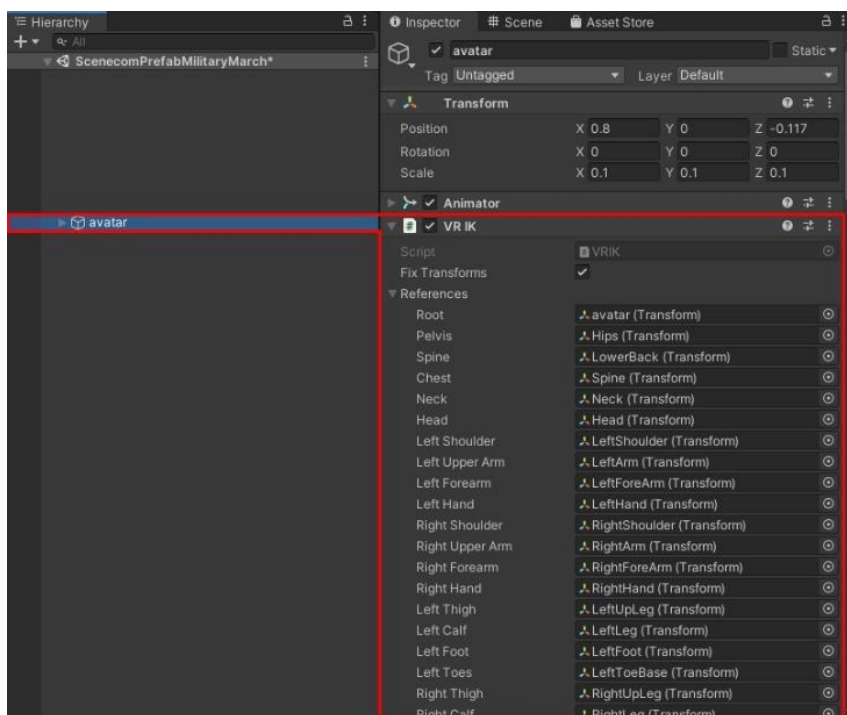 Hierarchy
All
ScenecomPrefabMilitaryMarch*
avatar
Inspector # Scene Asset Store
avatar Static
Tag Untagged Layer Default
Transform
Position X 0.8 Y 0 Z -0.117
Rotation X 0 Y 0 Z 0
Scale X 0.1 Y 0.1 Z 0.1
Animator
# VR IK
Script VRIK
Fix Transforms
References
Root avatar (Transform)
Pelvis Hips (Transform)
Spine LowerBack (Transform)
Chest Spine (Transform)
Neck Neck (Transform)
Head Head (Transform)
Left Shoulder LeftShoulder (Transform)
Left Upper Arm LeftArm (Transform)
Left Forearm LeftForeArm (Transform)
Left Hand LeftHand (Transform)
Right Shoulder RightShoulder (Transform)
Right Upper Arm RightArm (Transform)
Right Forearm RightForeArm (Transform)
Right Hand RightHand (Transform)
Left Thigh LeftUpLeg (Transform)
Left Calf LeftLeg (Transform)
Left Foot LeftFoot (Transform)
Left Toes LeftToeBase (Transform)
Right Thigh RightUpLeg (Transform)
Right Calf RightLeg (Transform)